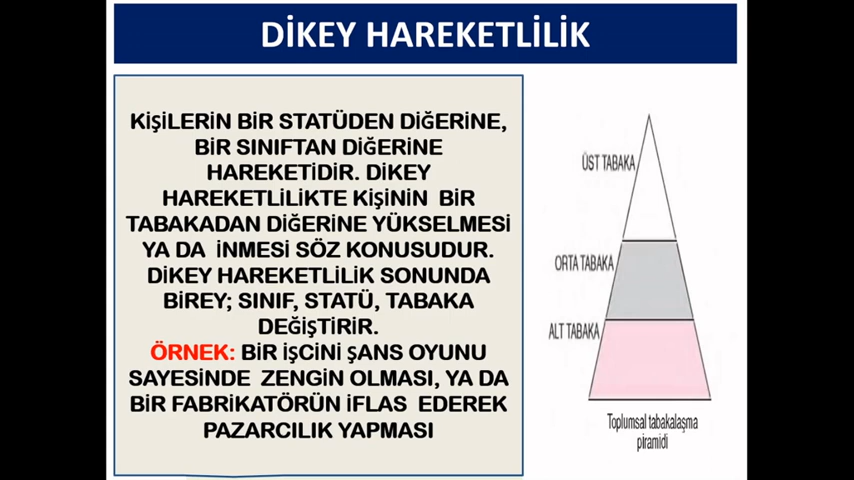 DİKEY HAREKETLİLİK
KİŞİLERİN BİR STATÜDEN DİĞERİNE,
BİR SINIFTAN DİĞERİNE
HAREKETİDİR. DİKEY
HAREKETLİLİKTE KİŞİNİN BİR
TABAKADAN DİĞERİNE YÜKSELMESİ
YA DA İNMESİ SÖZ KONUSUDUR.
DİKEY HAREKETLİLİK SONUNDA
BİREY; SINIF, STATÜ, TABAKA
DEĞİŞTİRİR.
ÖRNEK: BİR İŞCİNİ ŞANS OYUNU
SAYESİNDE ZENGİN OLMASI, YA DA
BİR FABRİKATÖRÜN İFLAS EDEREK
PAZARCILIK YAPMASI
ÜST TABAKA
ORTA TABAKA
ALT TABAKA
Toplumsal tabakalaşma
piramidi